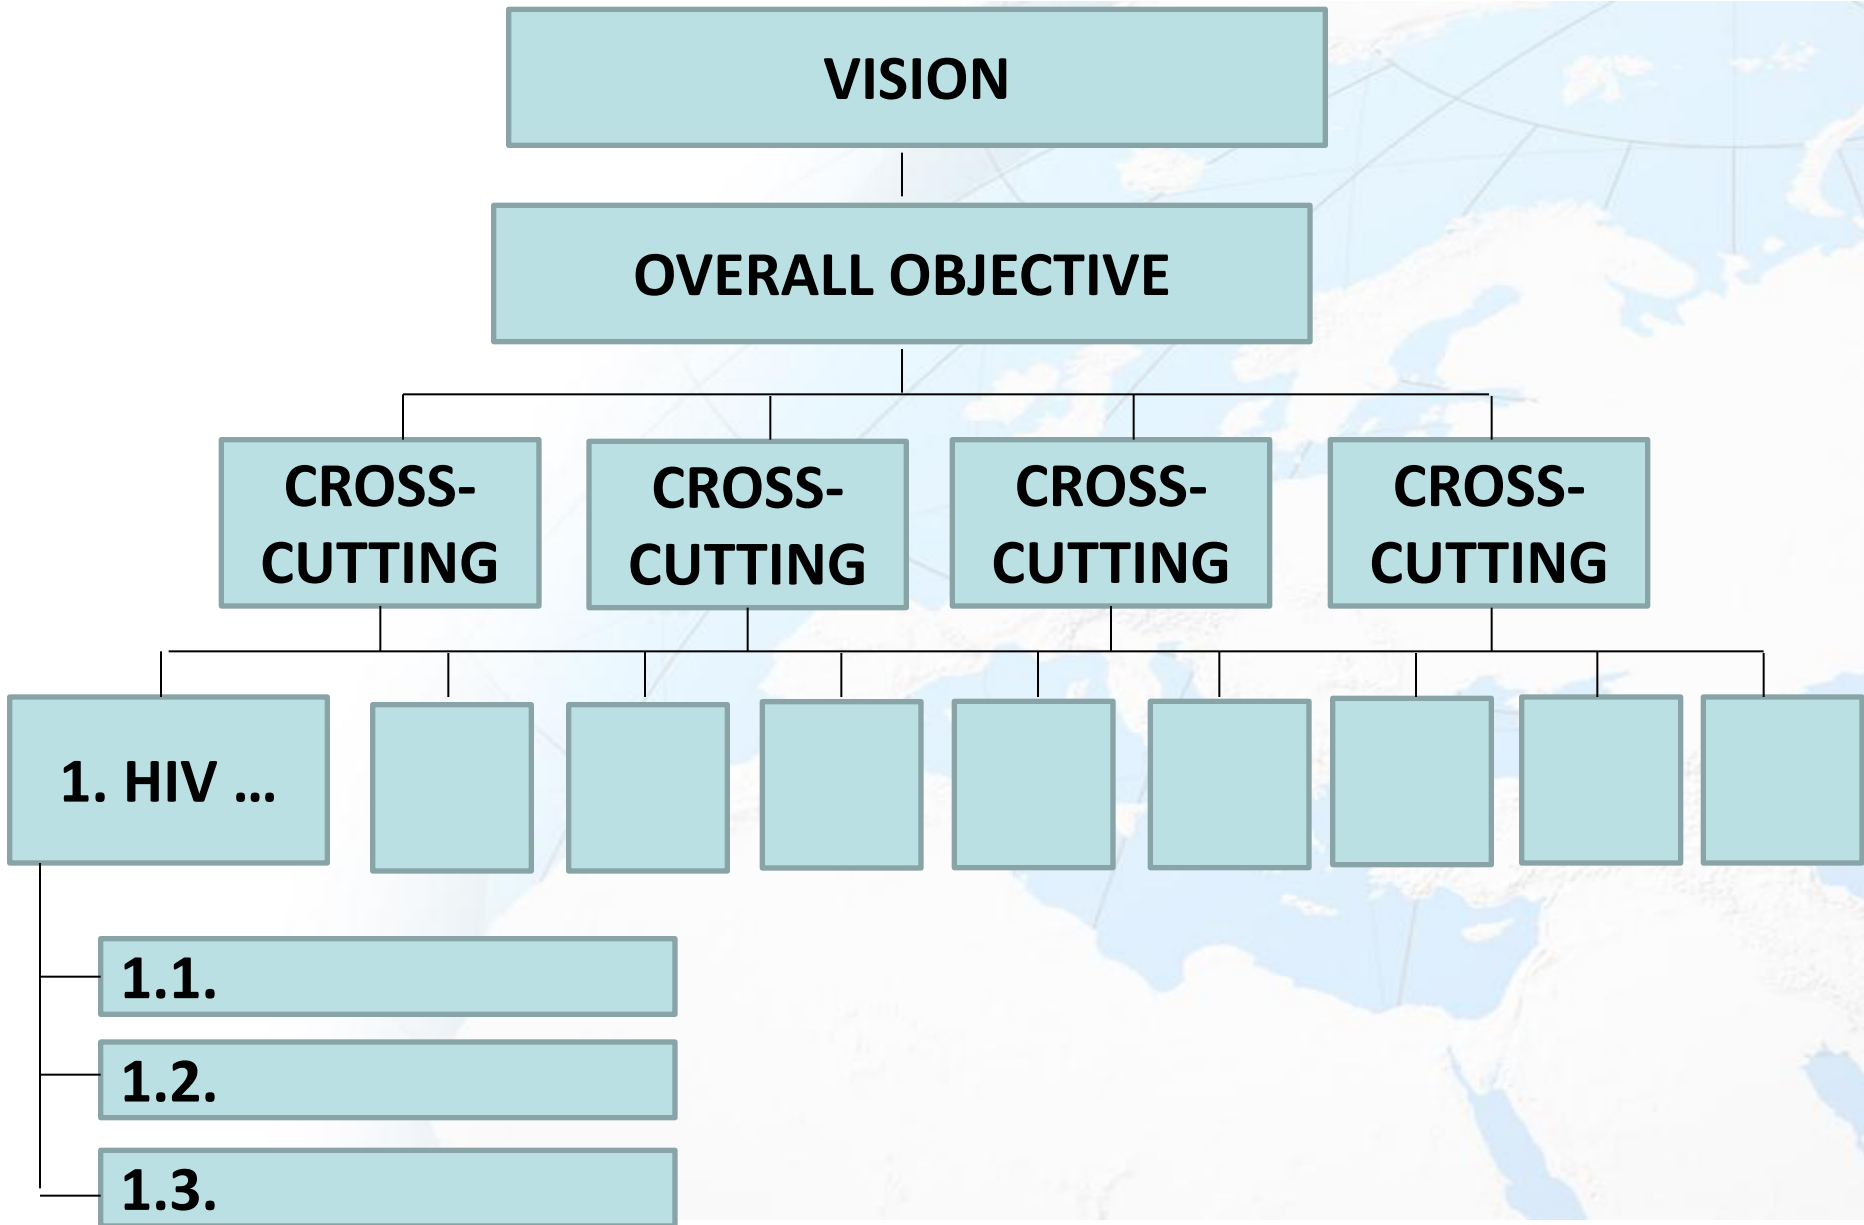 VISION
OVERALL OBJECTIVE
CROSS-
CUTTING
CROSS-
CUTTING
CROSS-
CUTTING
CROSS-
CUTTING
1. HIV ...
1.1.
1.2.
1.3.